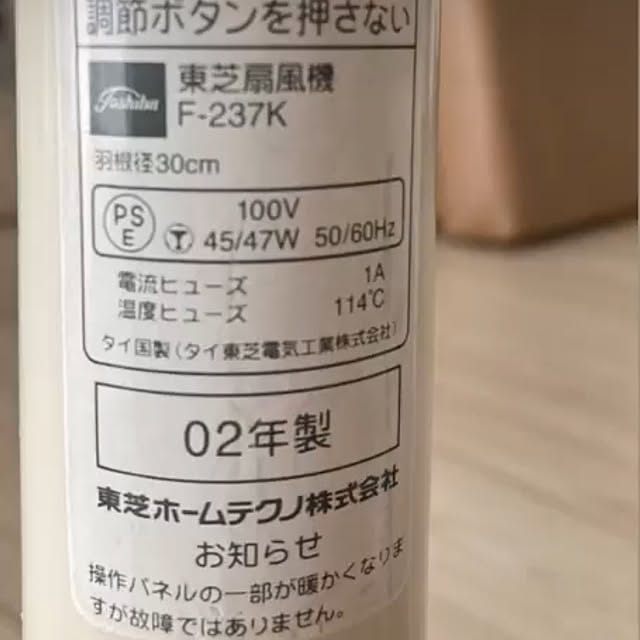 調節ボタンを押さない
Toshiba
東芝扇風機
F-237K
羽根径30cm
PS
E
100V
T 45/47W 50/60Hz
電流ヒューズ 1A
温度ヒューズ 114℃
タイ国製(タイ東芝電気工業株式会社)
02年製
東芝ホームテクノ株式会社
お知らせ
操作パネルの一部が暖かくなりま
すが故障ではありません。